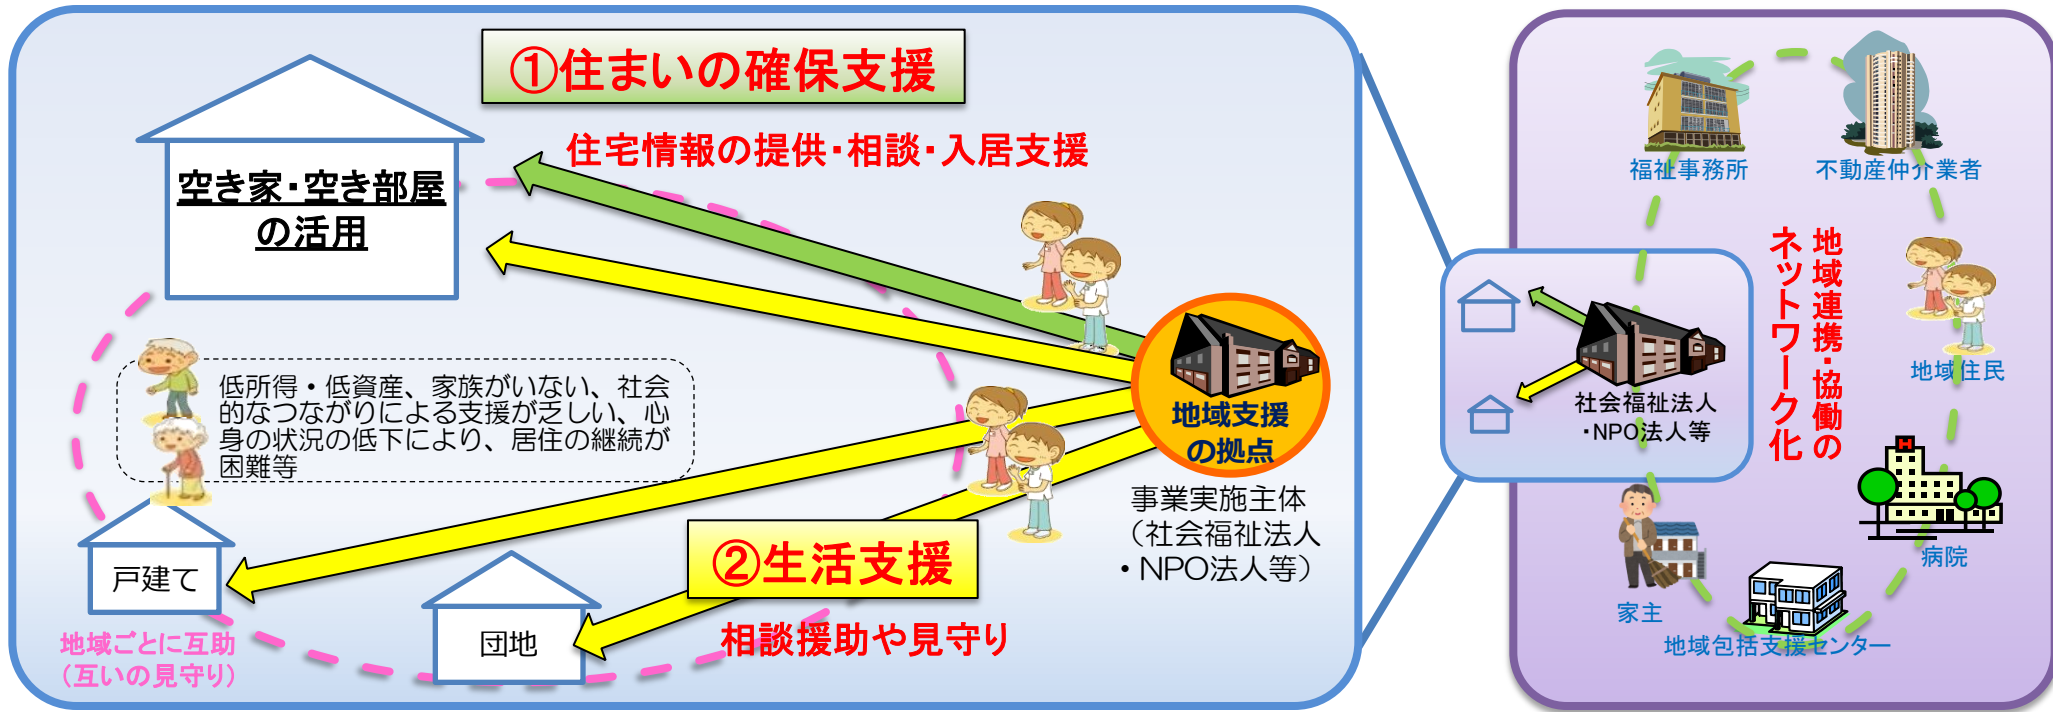 ①住まいの確保支援
住宅情報の提供・相談・入居支援
空き家・空き部屋
の活用
低所得・低資産、家族がいない、社会
的なつながりによる支援が乏しい、心
身の状況の低下により、居住の継続が
困難等
地域支援
の拠点
事業実施主体
（社会福祉法人
・NPO法人等）
戸建て
団地
②生活支援
相談援助や見守り
地域ごとに互助
（互いの見守り）
福祉事務所
不動産仲介業者
地域連携・協働の
ネットワーク化
地域住民
社会福祉法人
・NPO法人等
H
病院
家主
地域包括支援センター